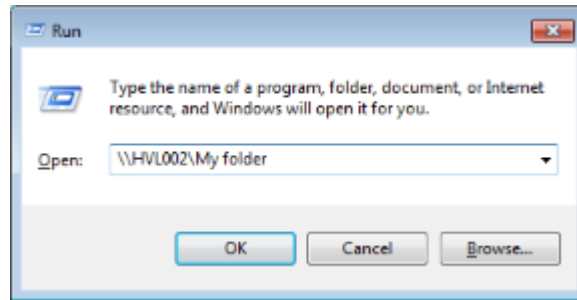 Run
Type the name of a program, folder, document, or Internet
resource, and Windows will open it for you.
Open: \\HVL002\My folder
OK Cancel Browse...